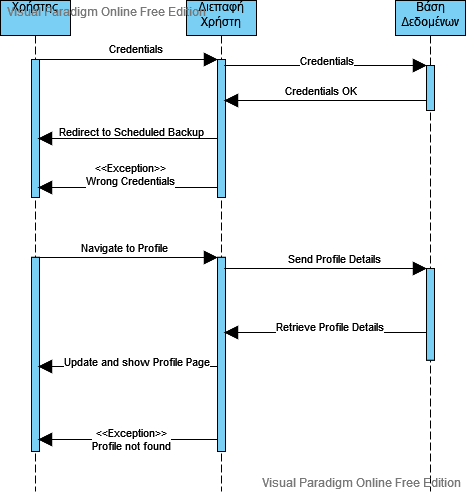 Χρήστης
Visual Paradigm Online Free Edition
Διεπαφή
Χρήστη
Βάση
Δεδομένων
Credentials
Credentials
Credentials OK
Redirect to Scheduled Backup
<<Exception>>
Wrong Credentials
Navigate to Profile
Send Profile Details
Retrieve Profile Details
Update and show Profile Page
<<Exception>>
Profile not found
Visual Paradigm Online Free Edition